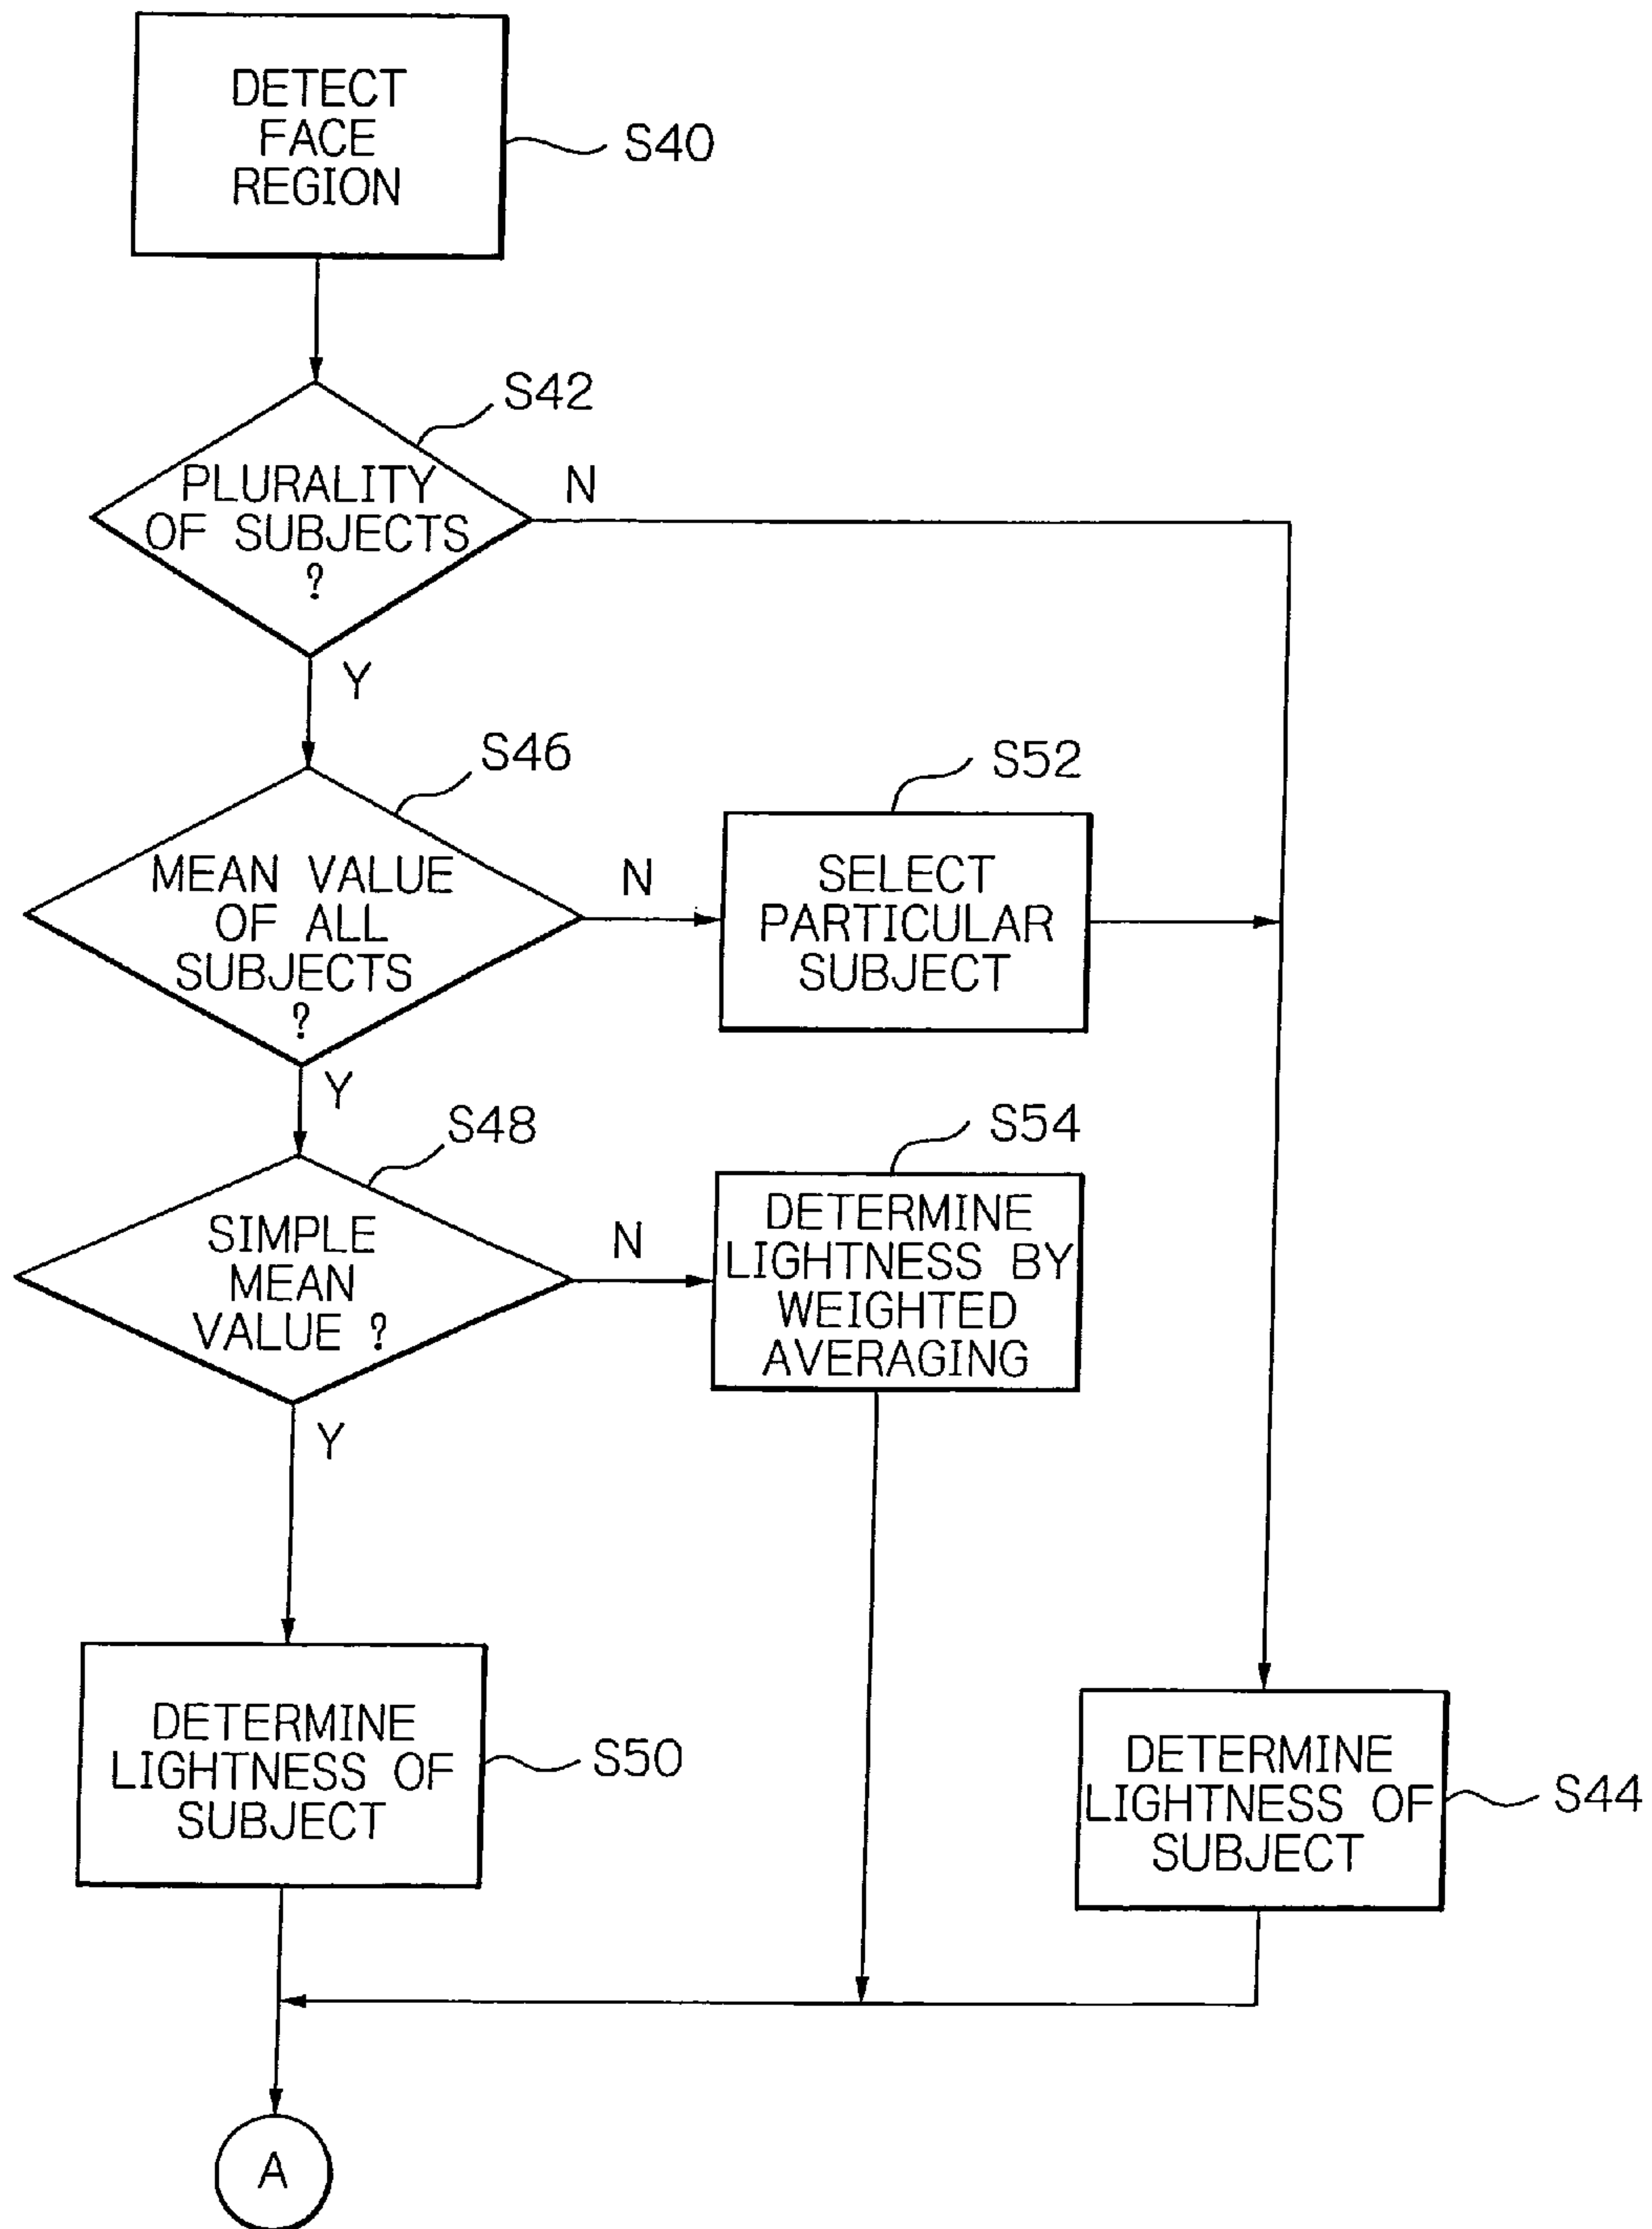 DETECT
FACE
REGION
S40
S42
PLURALITY
OF SUBJECTS
?
N
Y
S46
MEAN VALUE
OF ALL
SUBJECTS
?
N
Y
S52
SELECT
PARTICULAR
SUBJECT
S48
SIMPLE
MEAN
VALUE ?
N
Y
S54
DETERMINE
LIGHTNESS BY
WEIGHTED
AVERAGING
DETERMINE
LIGHTNESS OF
SUBJECT
S50
DETERMINE
LIGHTNESS OF
SUBJECT
S44
A